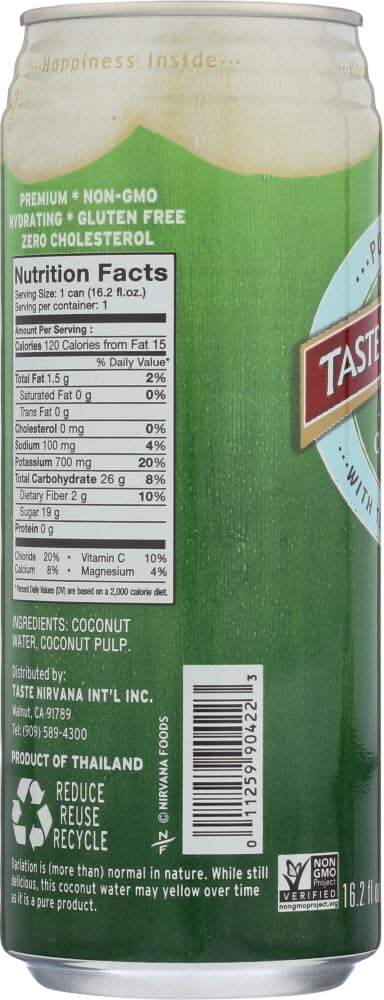 ...Happiness Inside...
PREMIUM * NON-GMO
HYDRATING * GLUTEN FREE
ZERO CHOLESTEROL
Nutrition Facts
Serving Size: 1 can (16.2 fl.oz.)
Serving per container: 1
Amount Per Serving :
Calories 120 Calories from Fat 15
% Daily Value*
Total Fat 1.5 g 2%
Saturated Fat 0 g 0%
Trans Fat 0 g
Cholesterol 0 mg 0%
Sodium 100 mg 4%
Potassium 700 mg 20%
Total Carbohydrate 26 g 8%
Dietary Fiber 2 g 10%
Sugar 19 g
Protein 0 g
Chloride 20% • Vitamin C 10%
Calcium 8% • Magnesium 4%
*Percent Daily Values (DV) are based on a 2,000 calorie diet.
INGREDIENTS: COCONUT
WATER, COCONUT PULP.
Distributed by:
TASTE NIRVANA INT'L INC.
Walnut, CA 91789
Tel: (909) 589-4300
PRODUCT OF THAILAND
REDUCE
REUSE
RECYCLE
© NIRVANA FOODS
0 11259 90422 3
Variation is (more than) normal in nature. While still
delicious, this coconut water may yellow over time
as it is a pure product.
NON
GMO
Project
VERIFIED
nongmoproject.org
16.2 fl
TASTE
...WITH